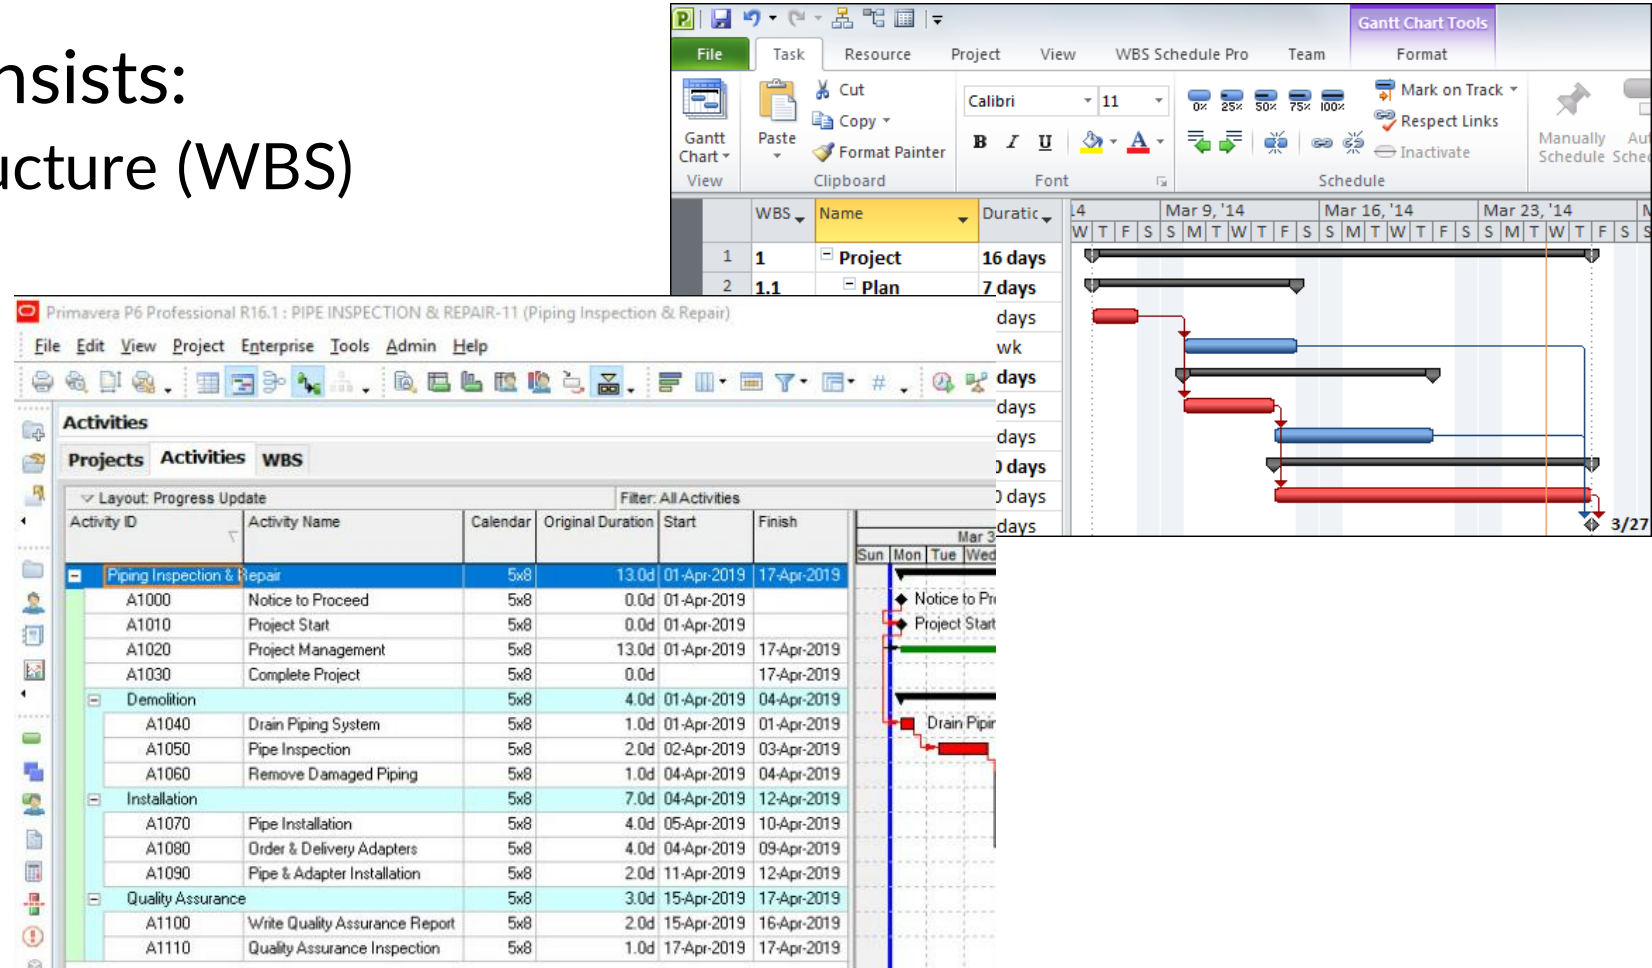 nsists:
ucture (WBS)
Gantt Chart Tools
File Task Resource Project View WBS Schedule Pro Team Format
Cut
Copy
Format Painter
Paste
Gantt
Chart
Calibri 11
B I U A
0% 25% 50% 75% 100%
Mark on Track
Respect Links
Inactivate
Manually
Schedule
View Clipboard Font Schedule
WBS Name Duratic
14 Mar 9, '14 Mar 16, '14 Mar 23, '14
W T F S S M T W T F S S M T W T F S S M T W T F S S
1 1 Project 16 days
2 1.1 Plan 7 days
days
wk
days
days
days
days
days
days 3/27
Primavera P6 Professional R16.1 : PIPE INSPECTION & REPAIR-11 (Piping Inspection & Repair)
File Edit View Project Enterprise Tools Admin Help
Activities
Projects Activities WBS
Layout: Progress Update Filter: All Activities
Activity ID Activity Name Calendar Original Duration Start Finish
Mar 3
Sun Mon Tue Wed
Piping Inspection & Repair 5x8 13.0d 01-Apr-2019 17-Apr-2019
A1000 Notice to Proceed 5x8 0.0d 01-Apr-2019 Notice to Pr
A1010 Project Start 5x8 0.0d 01-Apr-2019 Project Start
A1020 Project Management 5x8 13.0d 01-Apr-2019 17-Apr-2019
A1030 Complete Project 5x8 0.0d 17-Apr-2019
Demolition 5x8 4.0d 01-Apr-2019 04-Apr-2019
A1040 Drain Piping System 5x8 1.0d 01-Apr-2019 01-Apr-2019 Drain Pipin
A1050 Pipe Inspection 5x8 2.0d 02-Apr-2019 03-Apr-2019
A1060 Remove Damaged Piping 5x8 1.0d 04-Apr-2019 04-Apr-2019
Installation 5x8 7.0d 04-Apr-2019 12-Apr-2019
A1070 Pipe Installation 5x8 4.0d 05-Apr-2019 10-Apr-2019
A1080 Order & Delivery Adapters 5x8 4.0d 04-Apr-2019 09-Apr-2019
A1090 Pipe & Adapter Installation 5x8 2.0d 11-Apr-2019 12-Apr-2019
Quality Assurance 5x8 3.0d 15-Apr-2019 17-Apr-2019
A1100 Write Quality Assurance Report 5x8 2.0d 15-Apr-2019 16-Apr-2019
A1110 Quality Assurance Inspection 5x8 1.0d 17-Apr-2019 17-Apr-2019